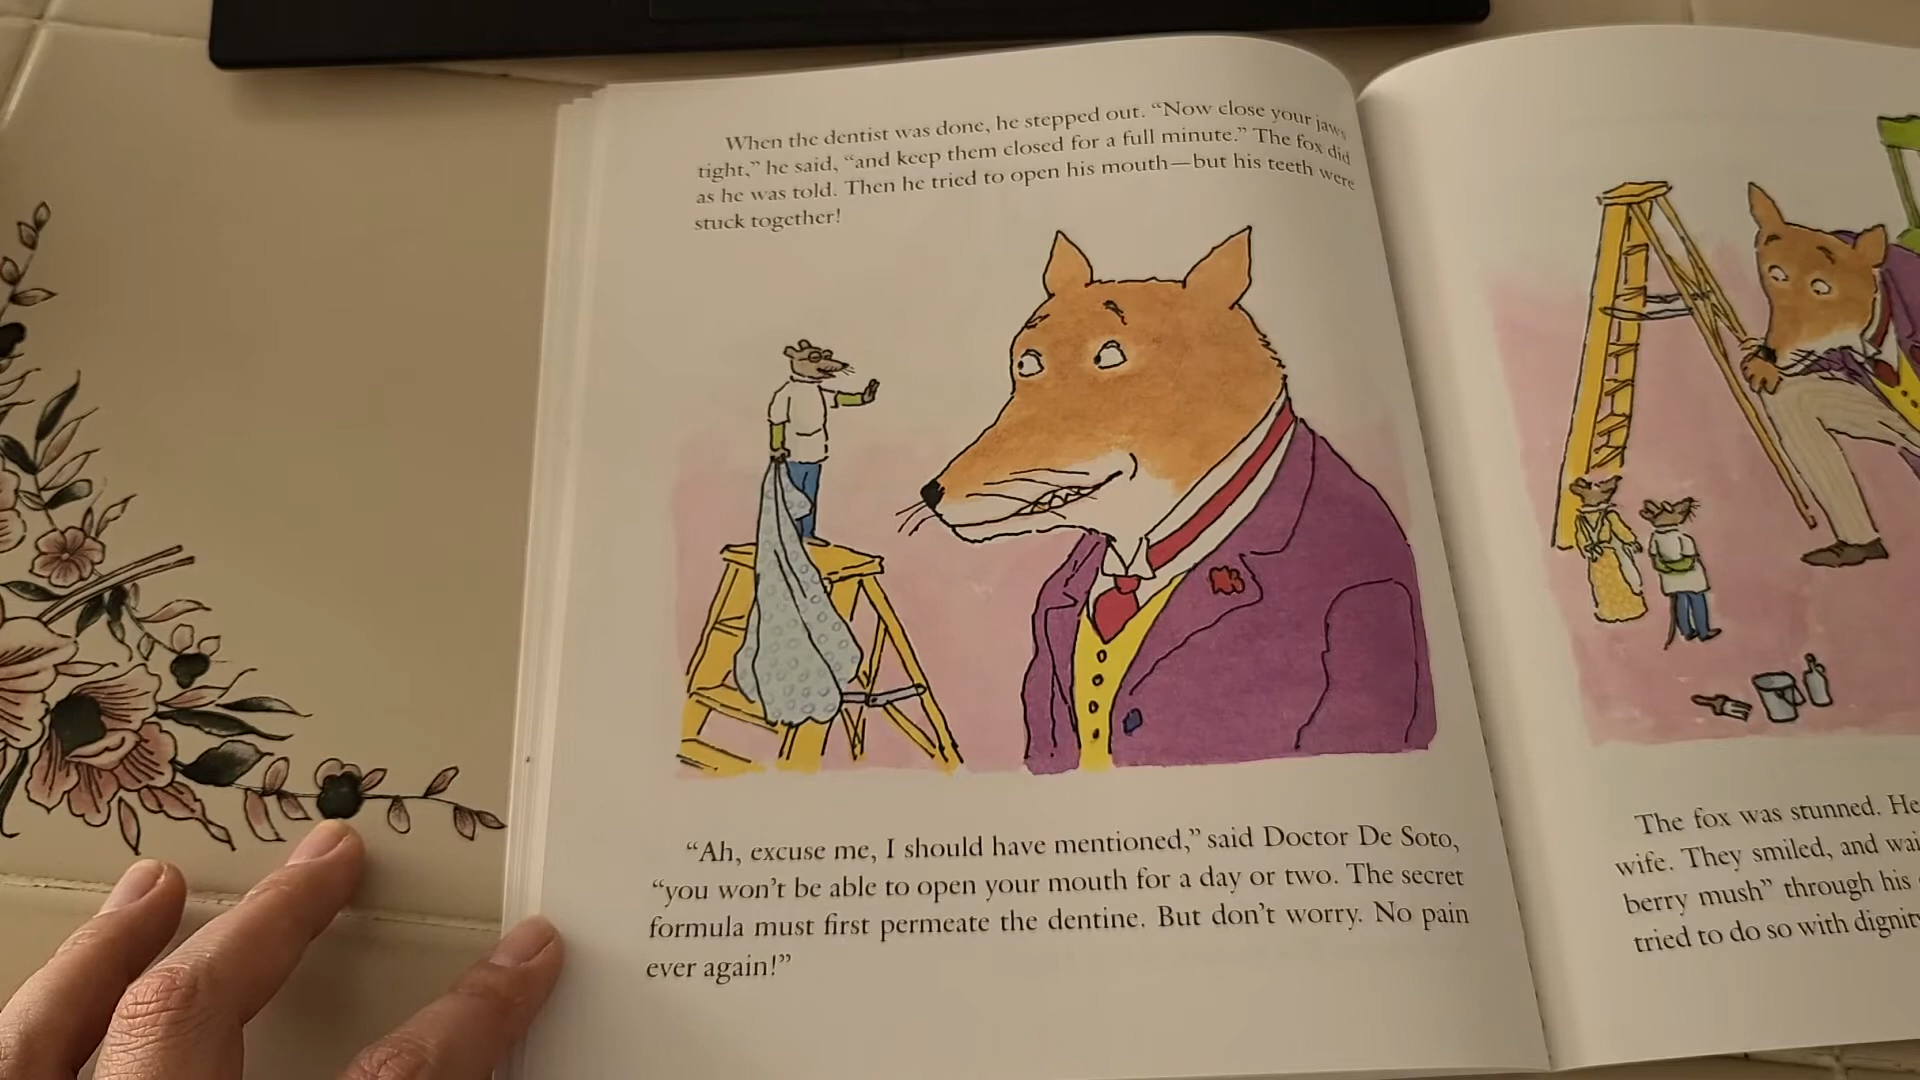 When the dentist was done, he stepped out. “Now close your jaws
tight,” he said, “and keep them closed for a full minute.” The fox did
as he was told. Then he tried to open his mouth—but his teeth were
stuck together!
“Ah, excuse me, I should have mentioned,” said Doctor De Soto,
“you won’t be able to open your mouth for a day or two. The secret
formula must first permeate the dentine. But don’t worry. No pain
ever again!”
The fox was stunned. He
wife. They smiled, and
berry mush” through his
tried to do so with